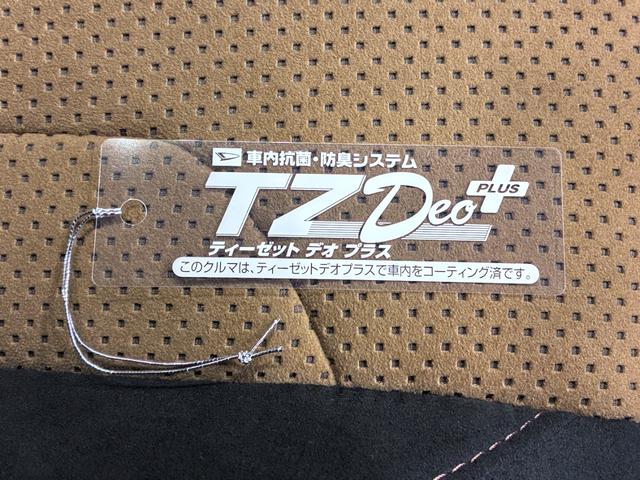 車内抗菌・防臭システム
TZ Deo PLUS
ティーゼット デオ プラス
このクルマは、ティーゼットデオプラスで車内をコーティング済です。